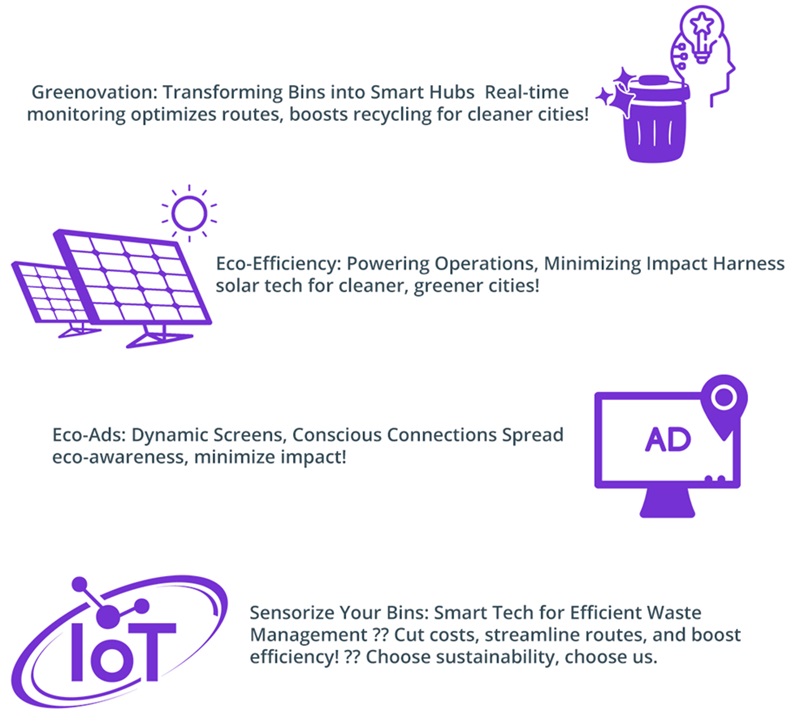 Greenovation: Transforming Bins into Smart Hubs  Real-time
monitoring optimizes routes, boosts recycling for cleaner cities!
Eco-Efficiency: Powering Operations, Minimizing Impact Harness
solar tech for cleaner, greener cities!
Eco-Ads: Dynamic Screens, Conscious Connections Spread
eco-awareness, minimize impact!
AD
IoT
Sensorize Your Bins: Smart Tech for Efficient Waste
Management ?? Cut costs, streamline routes, and boost
efficiency! ?? Choose sustainability, choose us.